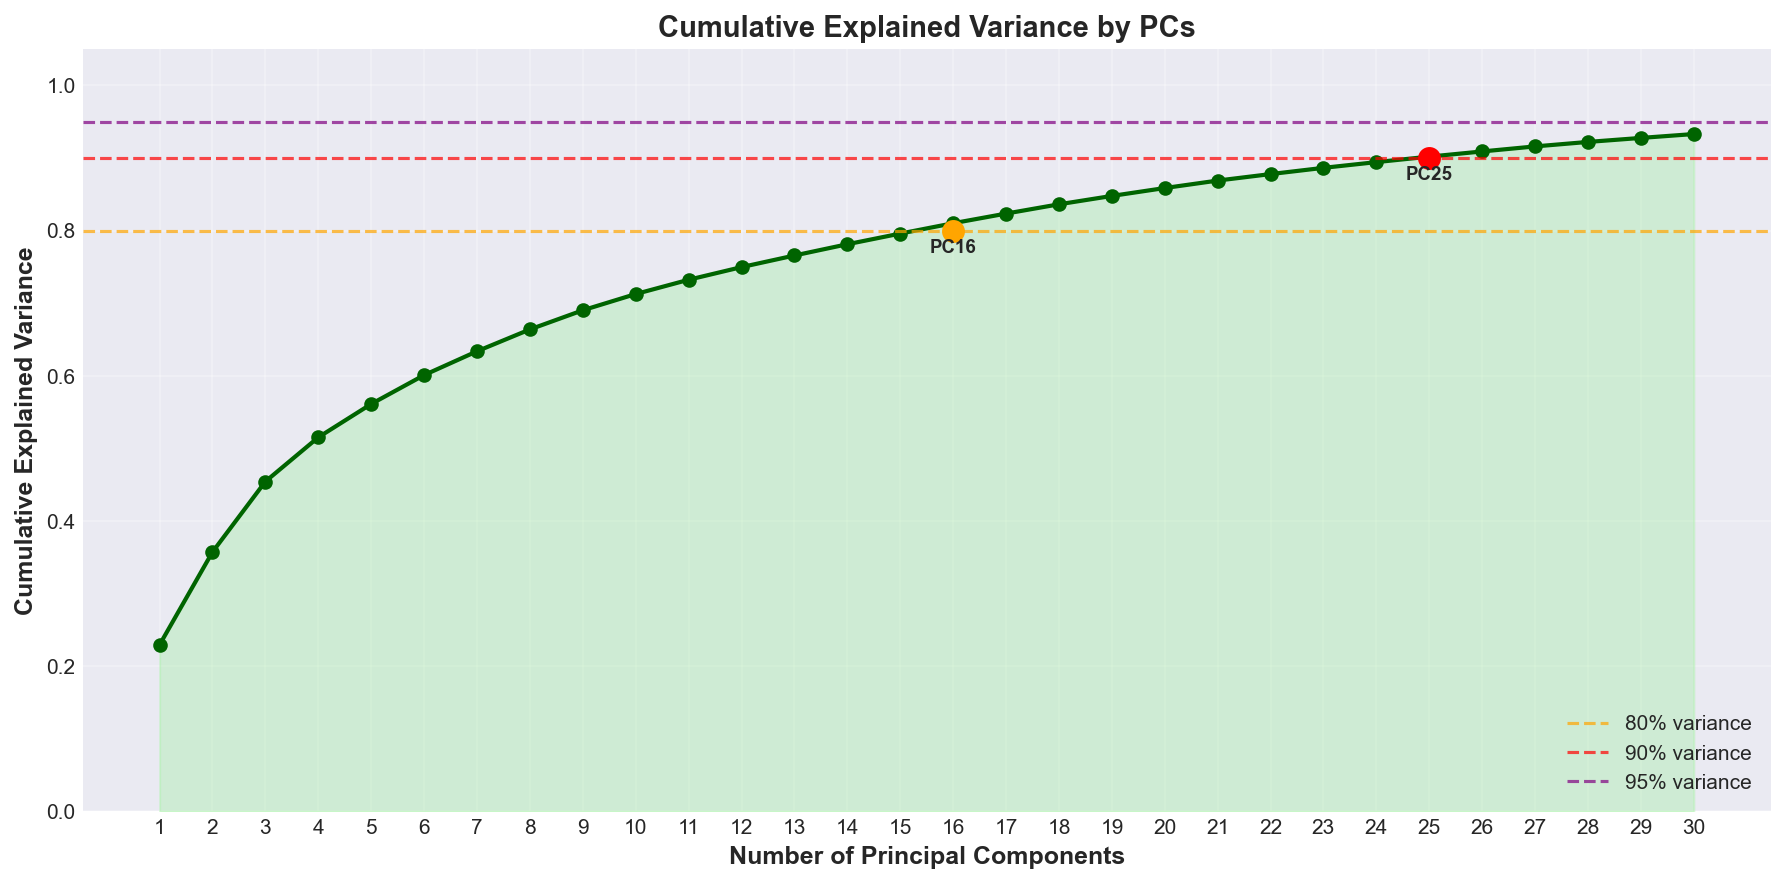 Cumulative Explained Variance by PCs
Cumulative Explained Variance
1.0
0.8
0.6
0.4
0.2
0.0
PC25
PC16
80% variance
90% variance
95% variance
1 2 3 4 5 6 7 8 9 10 11 12 13 14 15 16 17 18 19 20 21 22 23 24 25 26 27 28 29 30
Number of Principal Components